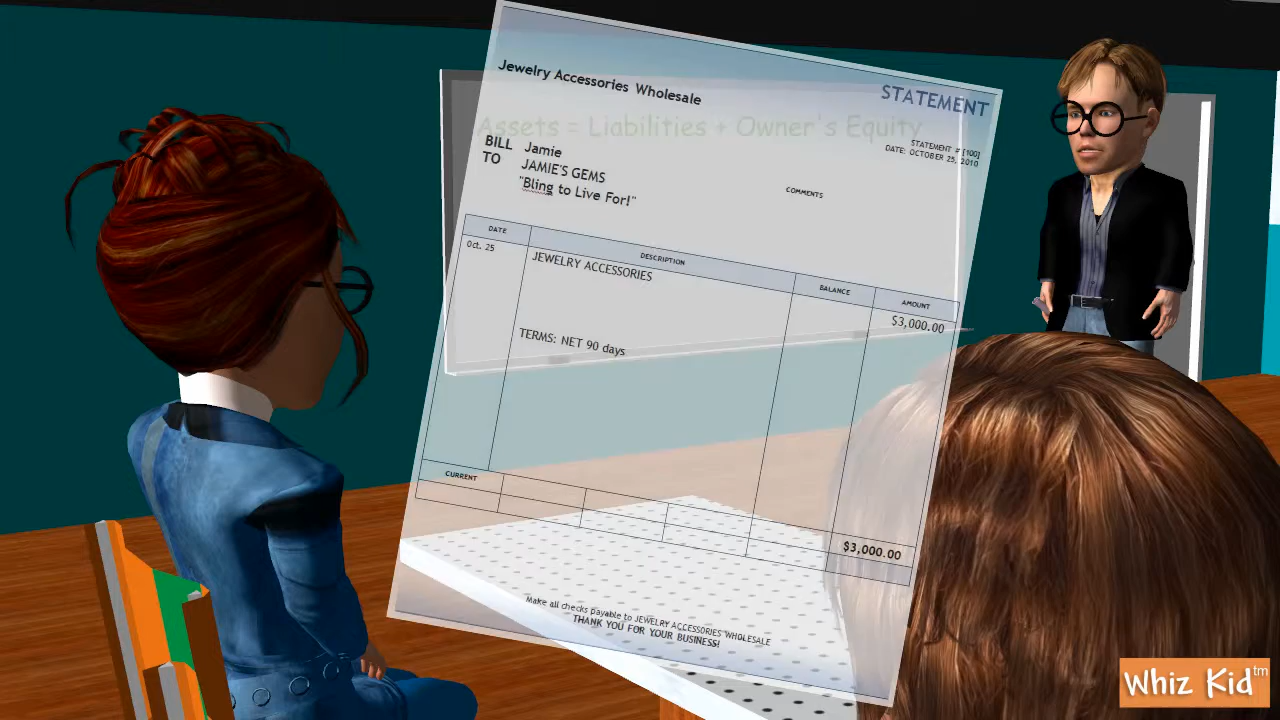 Jewelry Accessories Wholesale
STATEMENT
Assets = Liabilities + Owner's Equity
STATEMENT # [100]
DATE: OCTOBER 25, 2010
BILL TO
Jamie
JAMIE'S GEMS
"Bling to Live For!"
COMMENTS
DATE DESCRIPTION BALANCE AMOUNT
Oct. 25 JEWELRY ACCESSORIES $3,000.00
TERMS: NET 90 days
CURRENT
$3,000.00
Make all checks payable to JEWELRY ACCESSORIES WHOLESALE
THANK YOU FOR YOUR BUSINESS!
Whiz Kid™